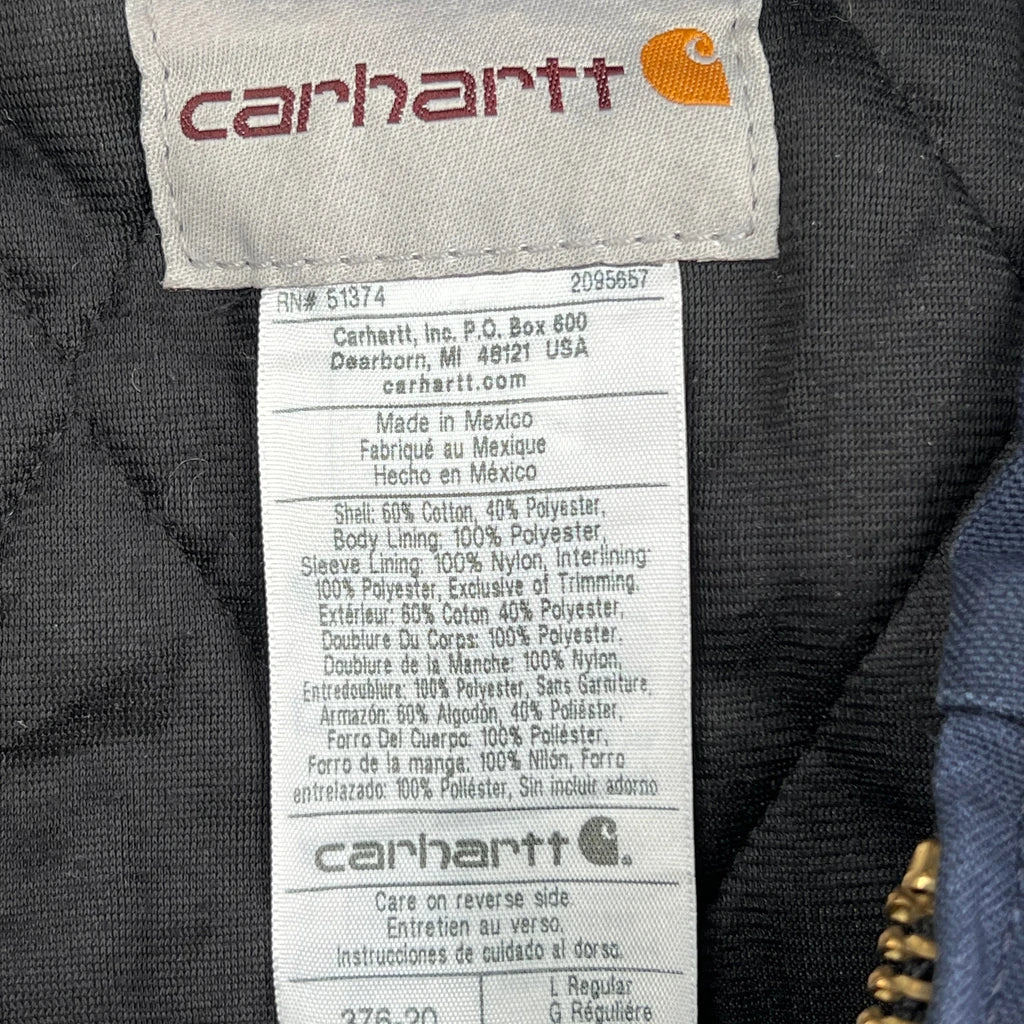 carhartt
RN# 51374 2095657
Carhartt, Inc. P.O. Box 600
Dearborn, MI 48121 USA
carhartt.com
Made in Mexico
Fabriqué au Mexique
Hecho en México
Shell: 60% Cotton, 40% Polyester,
Body Lining: 100% Polyester,
Sleeve Lining: 100% Nylon, Interlining:
100% Polyester, Exclusive of Trimming.
Extérieur: 60% Coton 40% Polyester.
Doublure Du Corps: 100% Polyester.
Doublure de la Manche: 100% Nylon,
Entredoublure: 100% Polyester, Sans Garniture,
Armazón: 60% Algodón, 40% Poliéster,
Forro Del Cuerpo: 100% Poliéster,
Forro de la manga: 100% Nilón, Forro
entrelazado: 100% Poliéster, Sin incluir adorno
carhartt
Care on reverse side
Entretien au verso.
Instrucciones de cuidado al dorso.
376-20 L Regular
G Régulière